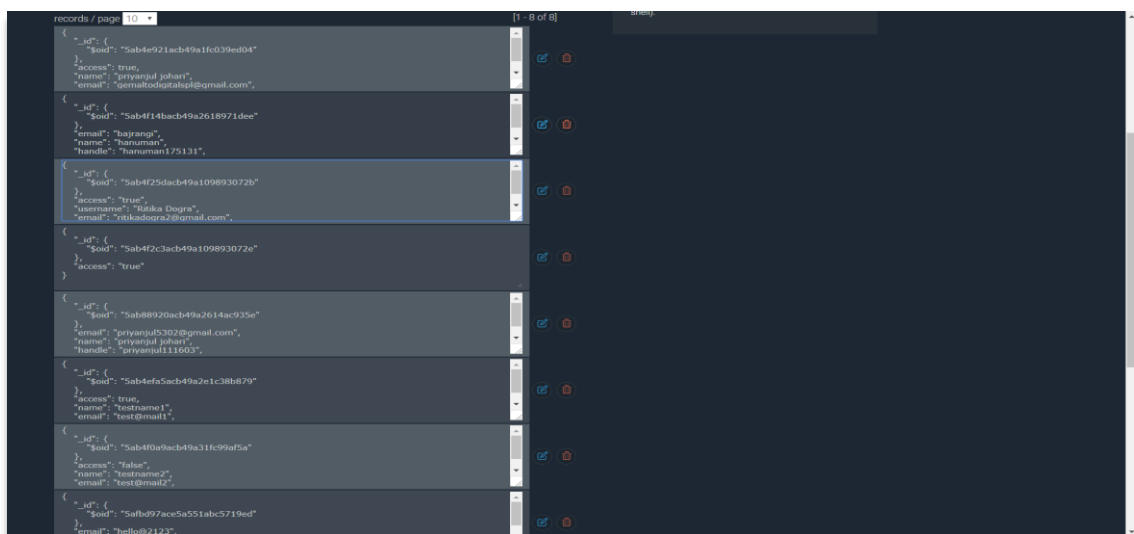 records / page 10
[1 - 8 of 8]
shell).
{
"_id": {
"$oid": "5ab4e921acb49a1fc039ed04"
},
"access": true,
"name": "priyanjul johari",
"email": "gemaltodigitalspl@gmail.com",
{
"_id": {
"$oid": "5ab4f14bacb49a2618971dee"
},
"email": "bajrangi",
"name": "hanuman",
"handle": "hanuman175131",
{
"_id": {
"$oid": "5ab4f25dacb49a109893072b"
},
"access": "true",
"username": "Ritika Dogra",
"email": "ritikadogra2@gmail.com",
{
"_id": {
"$oid": "5ab4f2c3acb49a109893072e"
},
"access": "true"
}
{
"_id": {
"$oid": "5ab88920acb49a2614ac935e"
},
"email": "priyanjul5302@gmail.com",
"name": "priyanjul johari",
"handle": "priyanjul111603",
{
"_id": {
"$oid": "5ab4efa5acb49a2e1c38b879"
},
"access": true,
"name": "testname1",
"email": "test@mail1",
{
"_id": {
"$oid": "5ab4f0a9acb49a31fc99af5a"
},
"access": "false",
"name": "testname2",
"email": "test@mail2",
{
"_id": {
"$oid": "5afbd97ace5a551abc5719ed"
},
"email": "hello@2123",